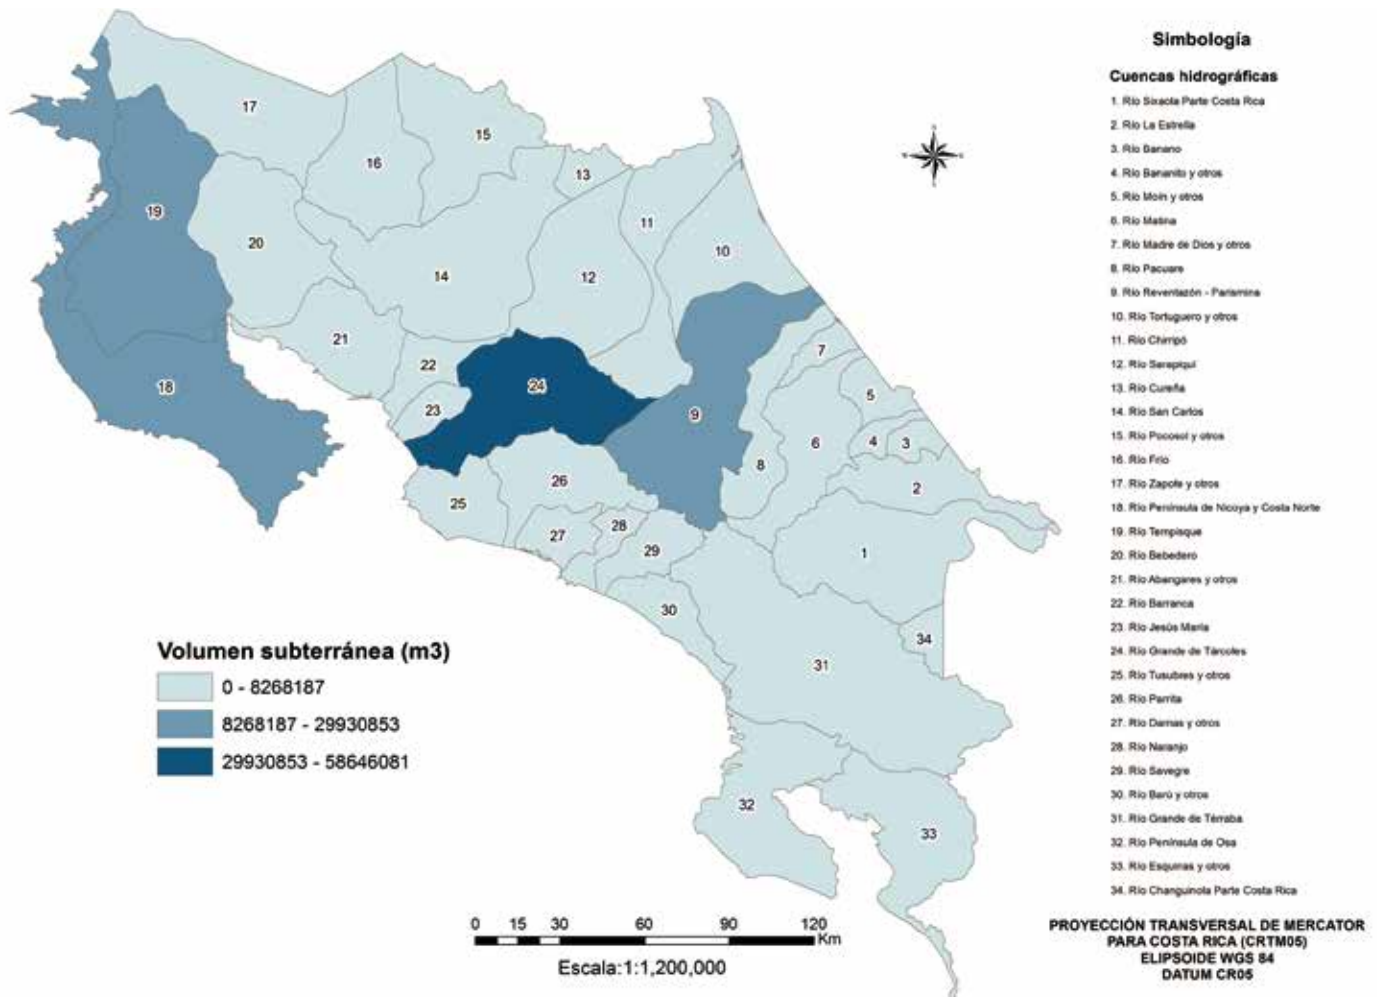 Simbología
Cuencas hidrográficas
1. Río Sixaola Parte Costa Rica
2. Río La Estrella
3. Río Banano
4. Río Bananito y otros
5. Río Moín y otros
6. Río Matina
7. Río Madre de Dios y otros
8. Río Pacuare
9. Río Reventazón - Parismina
10. Río Tortuguero y otros
11. Río Chirripó
12. Río Sarapiquí
13. Río Cureña
14. Río San Carlos
15. Río Pocosol y otros
16. Río Frío
17. Río Zapote y otros
18. Río Península de Nicoya y Costa Norte
19. Río Tempisque
20. Río Bebedero
21. Río Abangares y otros
22. Río Barranca
23. Río Jesús María
24. Río Grande de Tárcoles
25. Río Tusubres y otros
26. Río Parrita
27. Río Damas y otros
28. Río Naranjo
29. Río Savegre
30. Río Barú y otros
31. Río Grande de Térraba
32. Río Península de Osa
33. Río Esquinas y otros
34. Río Changuinola Parte Costa Rica
17
15
16
13
19
11
20
10
14
12
21
7
22
24
18
5
23
9
6
4
3
8
26
2
25
28
27
29
1
30
34
31
32
33
Volumen subterránea (m3)
0 - 8268187
8268187 - 29930853
29930853 - 58646081
0 15 30 60 90 120
Km
Escala:1:1,200,000
PROYECCIÓN TRANSVERSAL DE MERCATOR
PARA COSTA RICA (CRTM05)
ELIPSOIDE WGS 84
DATUM CR05